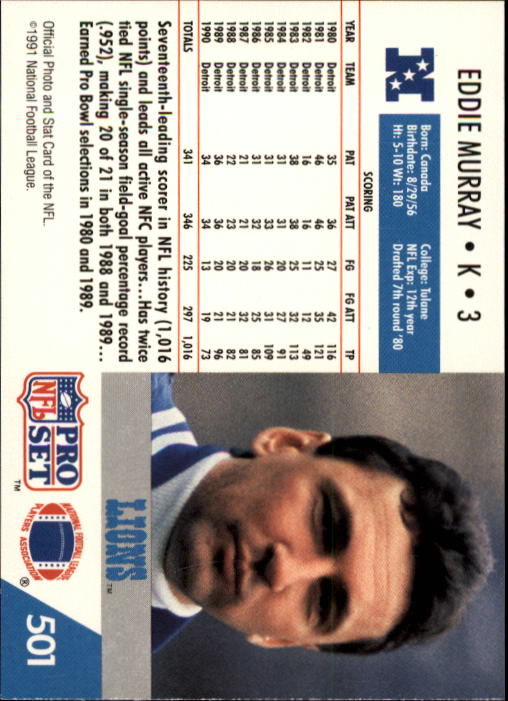 EDDIE MURRAY • K • 3
N
Born: Canada College: Tulane
Birthdate: 8/29/56 NFL Exp: 12th year
Ht: 5-10 Wt: 180 Drafted 7th round '80
SCORING
YEAR TEAM PAT PAT ATT FG FG ATT TP
1980 Detroit 35 36 27 42 116
1981 Detroit 46 46 25 35 121
1982 Detroit 16 16 11 12 49
1983 Detroit 38 38 25 32 113
1984 Detroit 31 31 20 27 91
1985 Detroit 31 33 26 31 109
1986 Detroit 31 32 18 25 85
1987 Detroit 21 21 20 32 81
1988 Detroit 22 23 20 21 82
1989 Detroit 36 36 20 21 96
1990 Detroit 34 34 13 19 73
TOTALS 341 346 225 297 1,016
Seventeenth-leading scorer in NFL history (1,016
points) and leads all active NFC players...Has twice
tied NFL single-season field-goal percentage record
(.952), making 20 of 21 in both 1988 and 1989...
Earned Pro Bowl selections in 1980 and 1989.
Official Photo and Stat Card of the NFL.
©1991 National Football League.
LIONS™
PRO
NFL
SET™
NATIONAL FOOTBALL LEAGUE
PLAYERS ASSOCIATION®
501